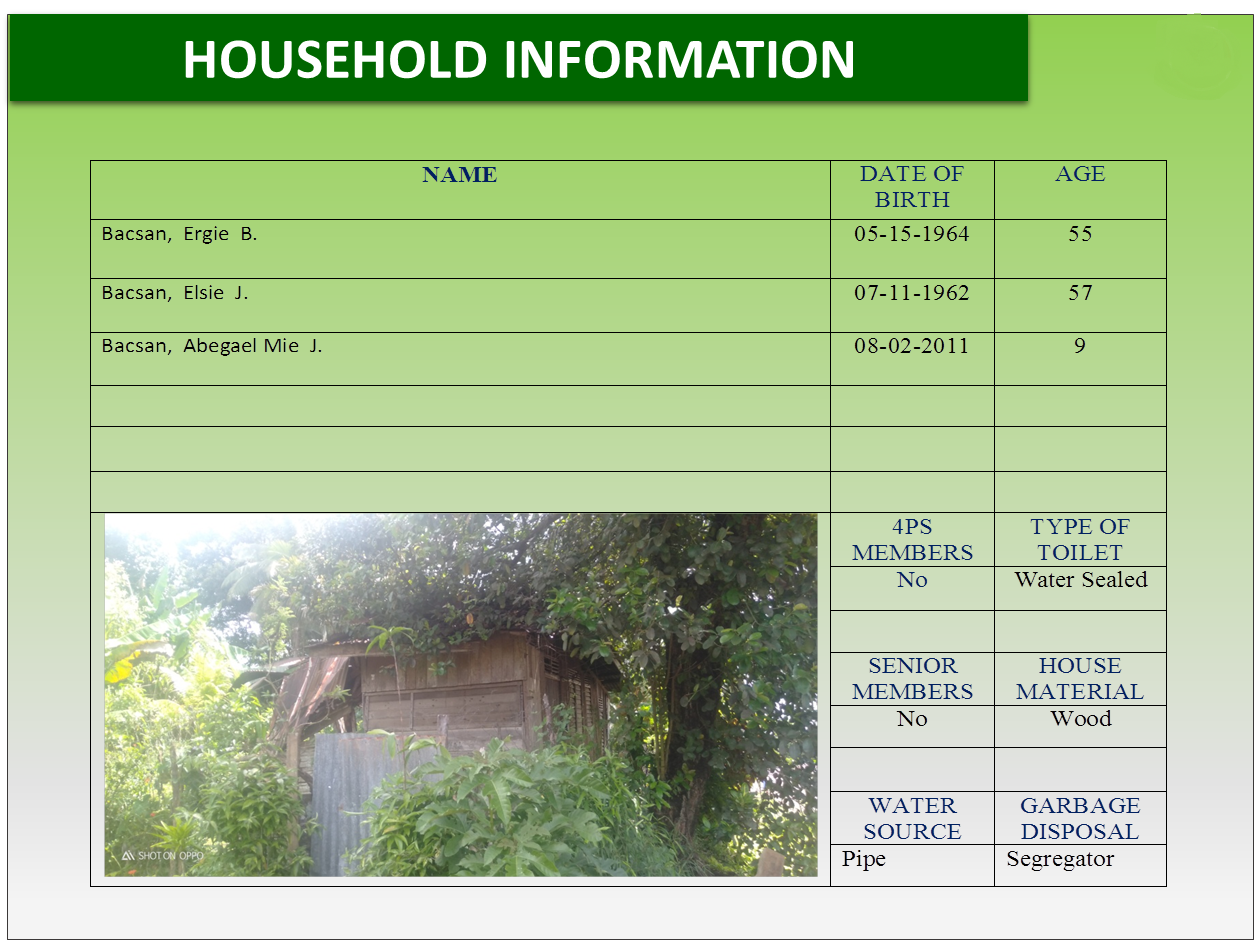 HOUSEHOLD INFORMATION
NAME
DATE OF
BIRTH
AGE
Bacsan, Ergie B.
05-15-1964
55
Bacsan, Elsie J.
07-11-1962
57
Bacsan, Abegael Mie J.
08-02-2011
9
4PS
MEMBERS
TYPE OF
TOILET
No
Water Sealed
SENIOR
MEMBERS
HOUSE
MATERIAL
No
Wood
WATER
SOURCE
GARBAGE
DISPOSAL
Pipe
Segregator
SHOT ON OPPO